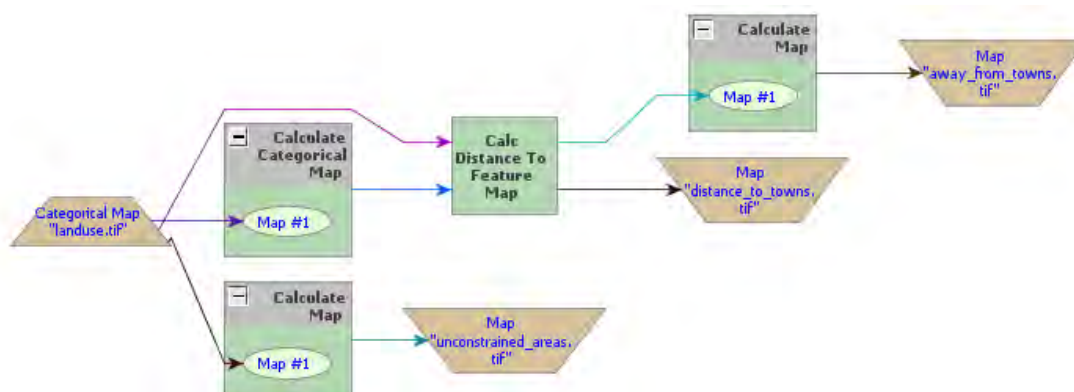 Calculate
Map
Map #1
Map
"away_from_towns.
tif"
Calculate
Categorical
Map
Map #1
Calc
Distance To
Feature
Map
Map
"distance_to_towns.
tif"
Categorical Map
"landuse.tif"
Calculate
Map
Map #1
Map
"unconstrained_areas.
tif"